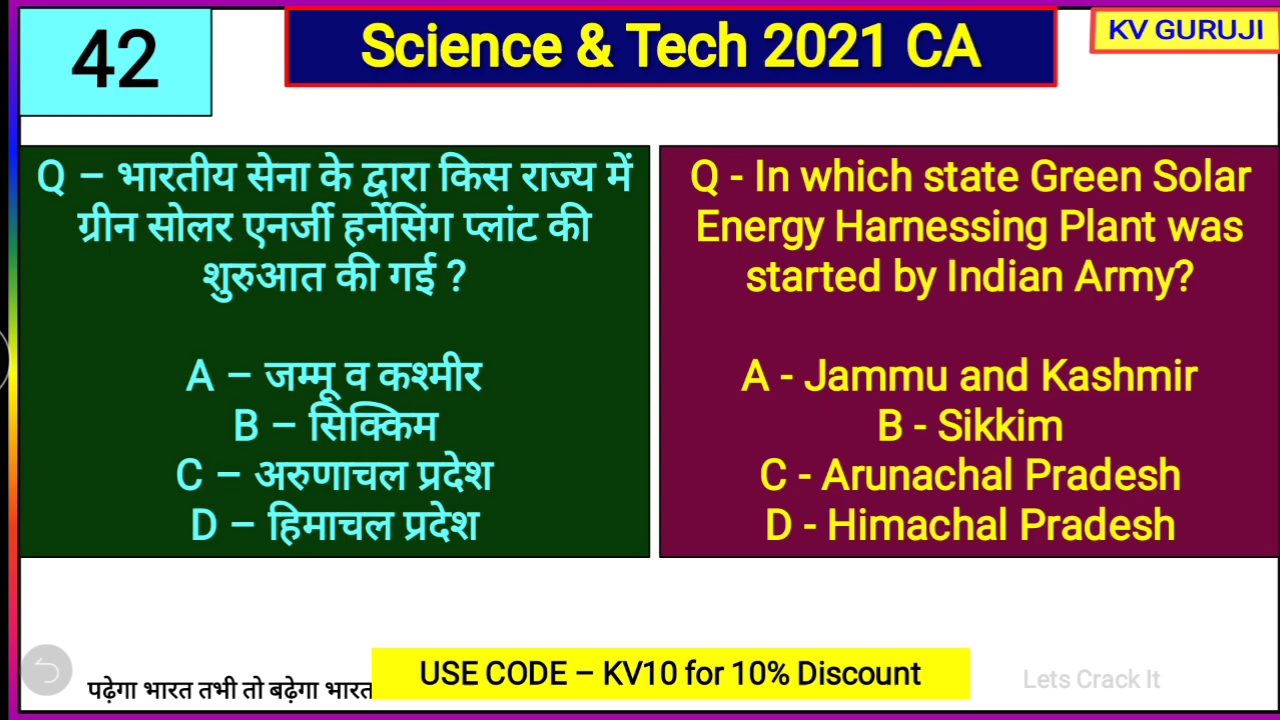 42
Science & Tech 2021 CA
KV GURUJI
Q – भारतीय सेना के द्वारा किस राज्य में
ग्रीन सोलर एनर्जी हर्नेसिंग प्लांट की
शुरुआत की गई ?
A – जम्मू व कश्मीर
B – सिक्किम
C – अरुणाचल प्रदेश
D – हिमाचल प्रदेश
Q - In which state Green Solar
Energy Harnessing Plant was
started by Indian Army?
A - Jammu and Kashmir
B - Sikkim
C - Arunachal Pradesh
D - Himachal Pradesh
पढ़ेगा भारत तभी तो बढ़ेगा भारत
USE CODE – KV10 for 10% Discount
Lets Crack It